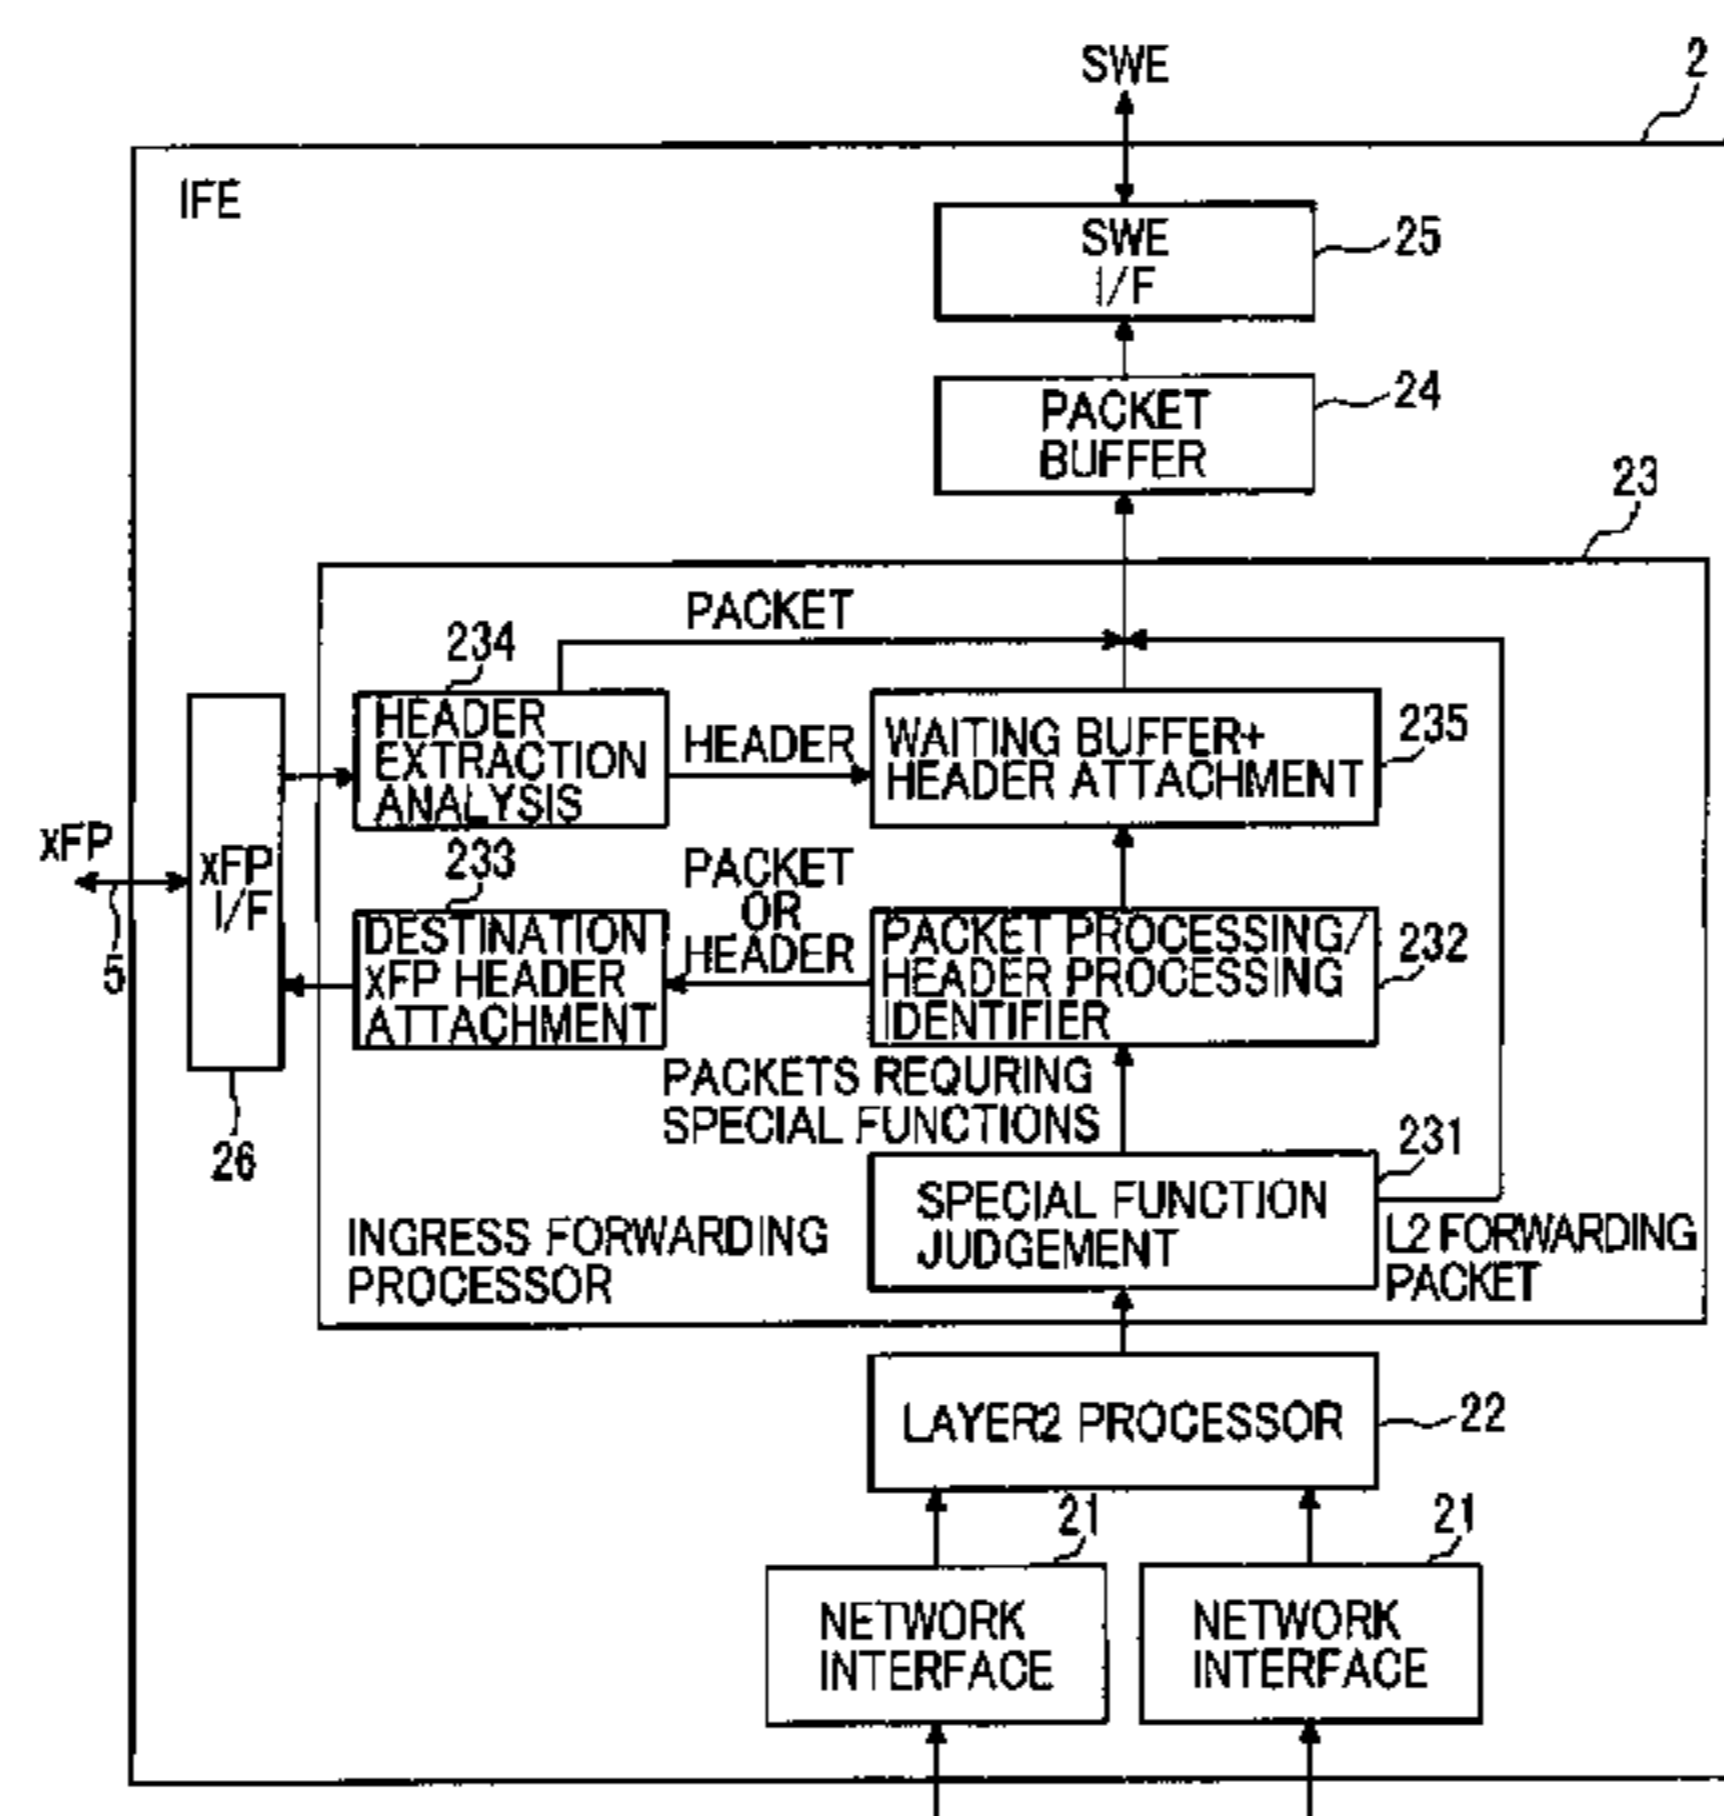 SWE
2
IFE
SWE
I/F
25
PACKET
BUFFER
24
23
PACKET
234
HEADER
EXTRACTION
ANALYSIS
HEADER
WAITING BUFFER+
HEADER ATTACHMENT
235
xFP
5
xFP
I/F
26
233
DESTINATION
xFP HEADER
ATTACHMENT
PACKET
OR
HEADER
PACKET PROCESSING/
HEADER PROCESSING
IDENTIFIER
232
PACKETS REQURING
SPECIAL FUNCTIONS
231
SPECIAL FUNCTION
JUDGEMENT
INGRESS FORWARDING
PROCESSOR
L2 FORWARDING
PACKET
LAYER2 PROCESSOR
22
21
NETWORK
INTERFACE
21
NETWORK
INTERFACE